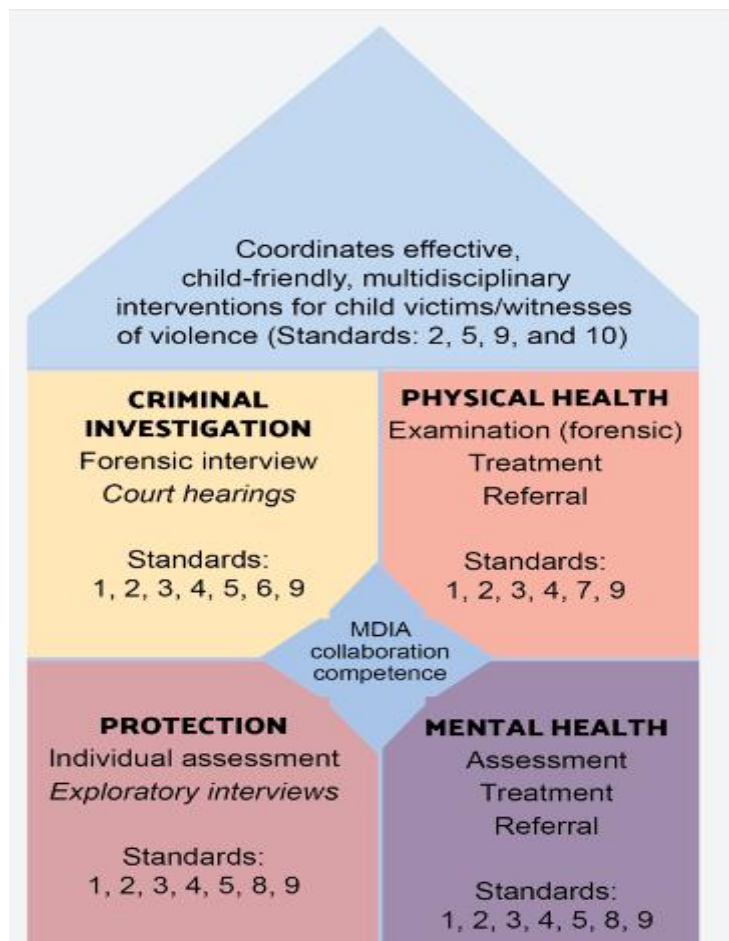 Coordinates effective,
child-friendly, multidisciplinary
interventions for child victims/witnesses
of violence (Standards: 2, 5, 9, and 10)
CRIMINAL
INVESTIGATION
Forensic interview
Court hearings
Standards:
1, 2, 3, 4, 5, 6, 9
PHYSICAL HEALTH
Examination (forensic)
Treatment
Referral
Standards:
1, 2, 3, 4, 7, 9
MDIA
collaboration
competence
PROTECTION
Individual assessment
Exploratory interviews
Standards:
1, 2, 3, 4, 5, 8, 9
MENTAL HEALTH
Assessment
Treatment
Referral
Standards:
1, 2, 3, 4, 5, 8, 9